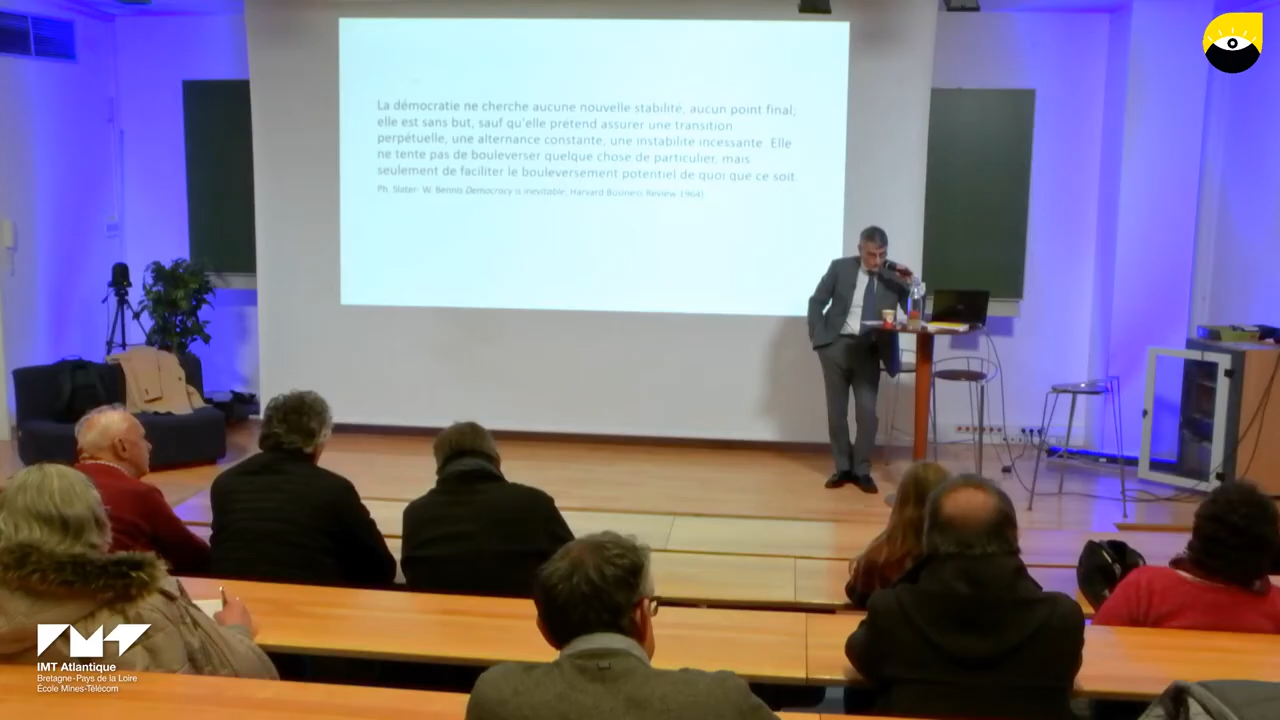 La démocratie ne cherche aucune nouvelle stabilité, aucun point final;
elle est sans but, sauf qu'elle prétend assurer une transition
perpétuelle, une alternance constante, une instabilité incessante. Elle
ne tente pas de bouleverser quelque chose de particulier, mais
seulement de faciliter le bouleversement potentiel de quoi que ce soit.
Ph. Slater- W. Bennis Democracy is inevitable, Harvard Business Review 1964).
IMT Atlantique
Bretagne-Pays de la Loire
École Mines-Télécom